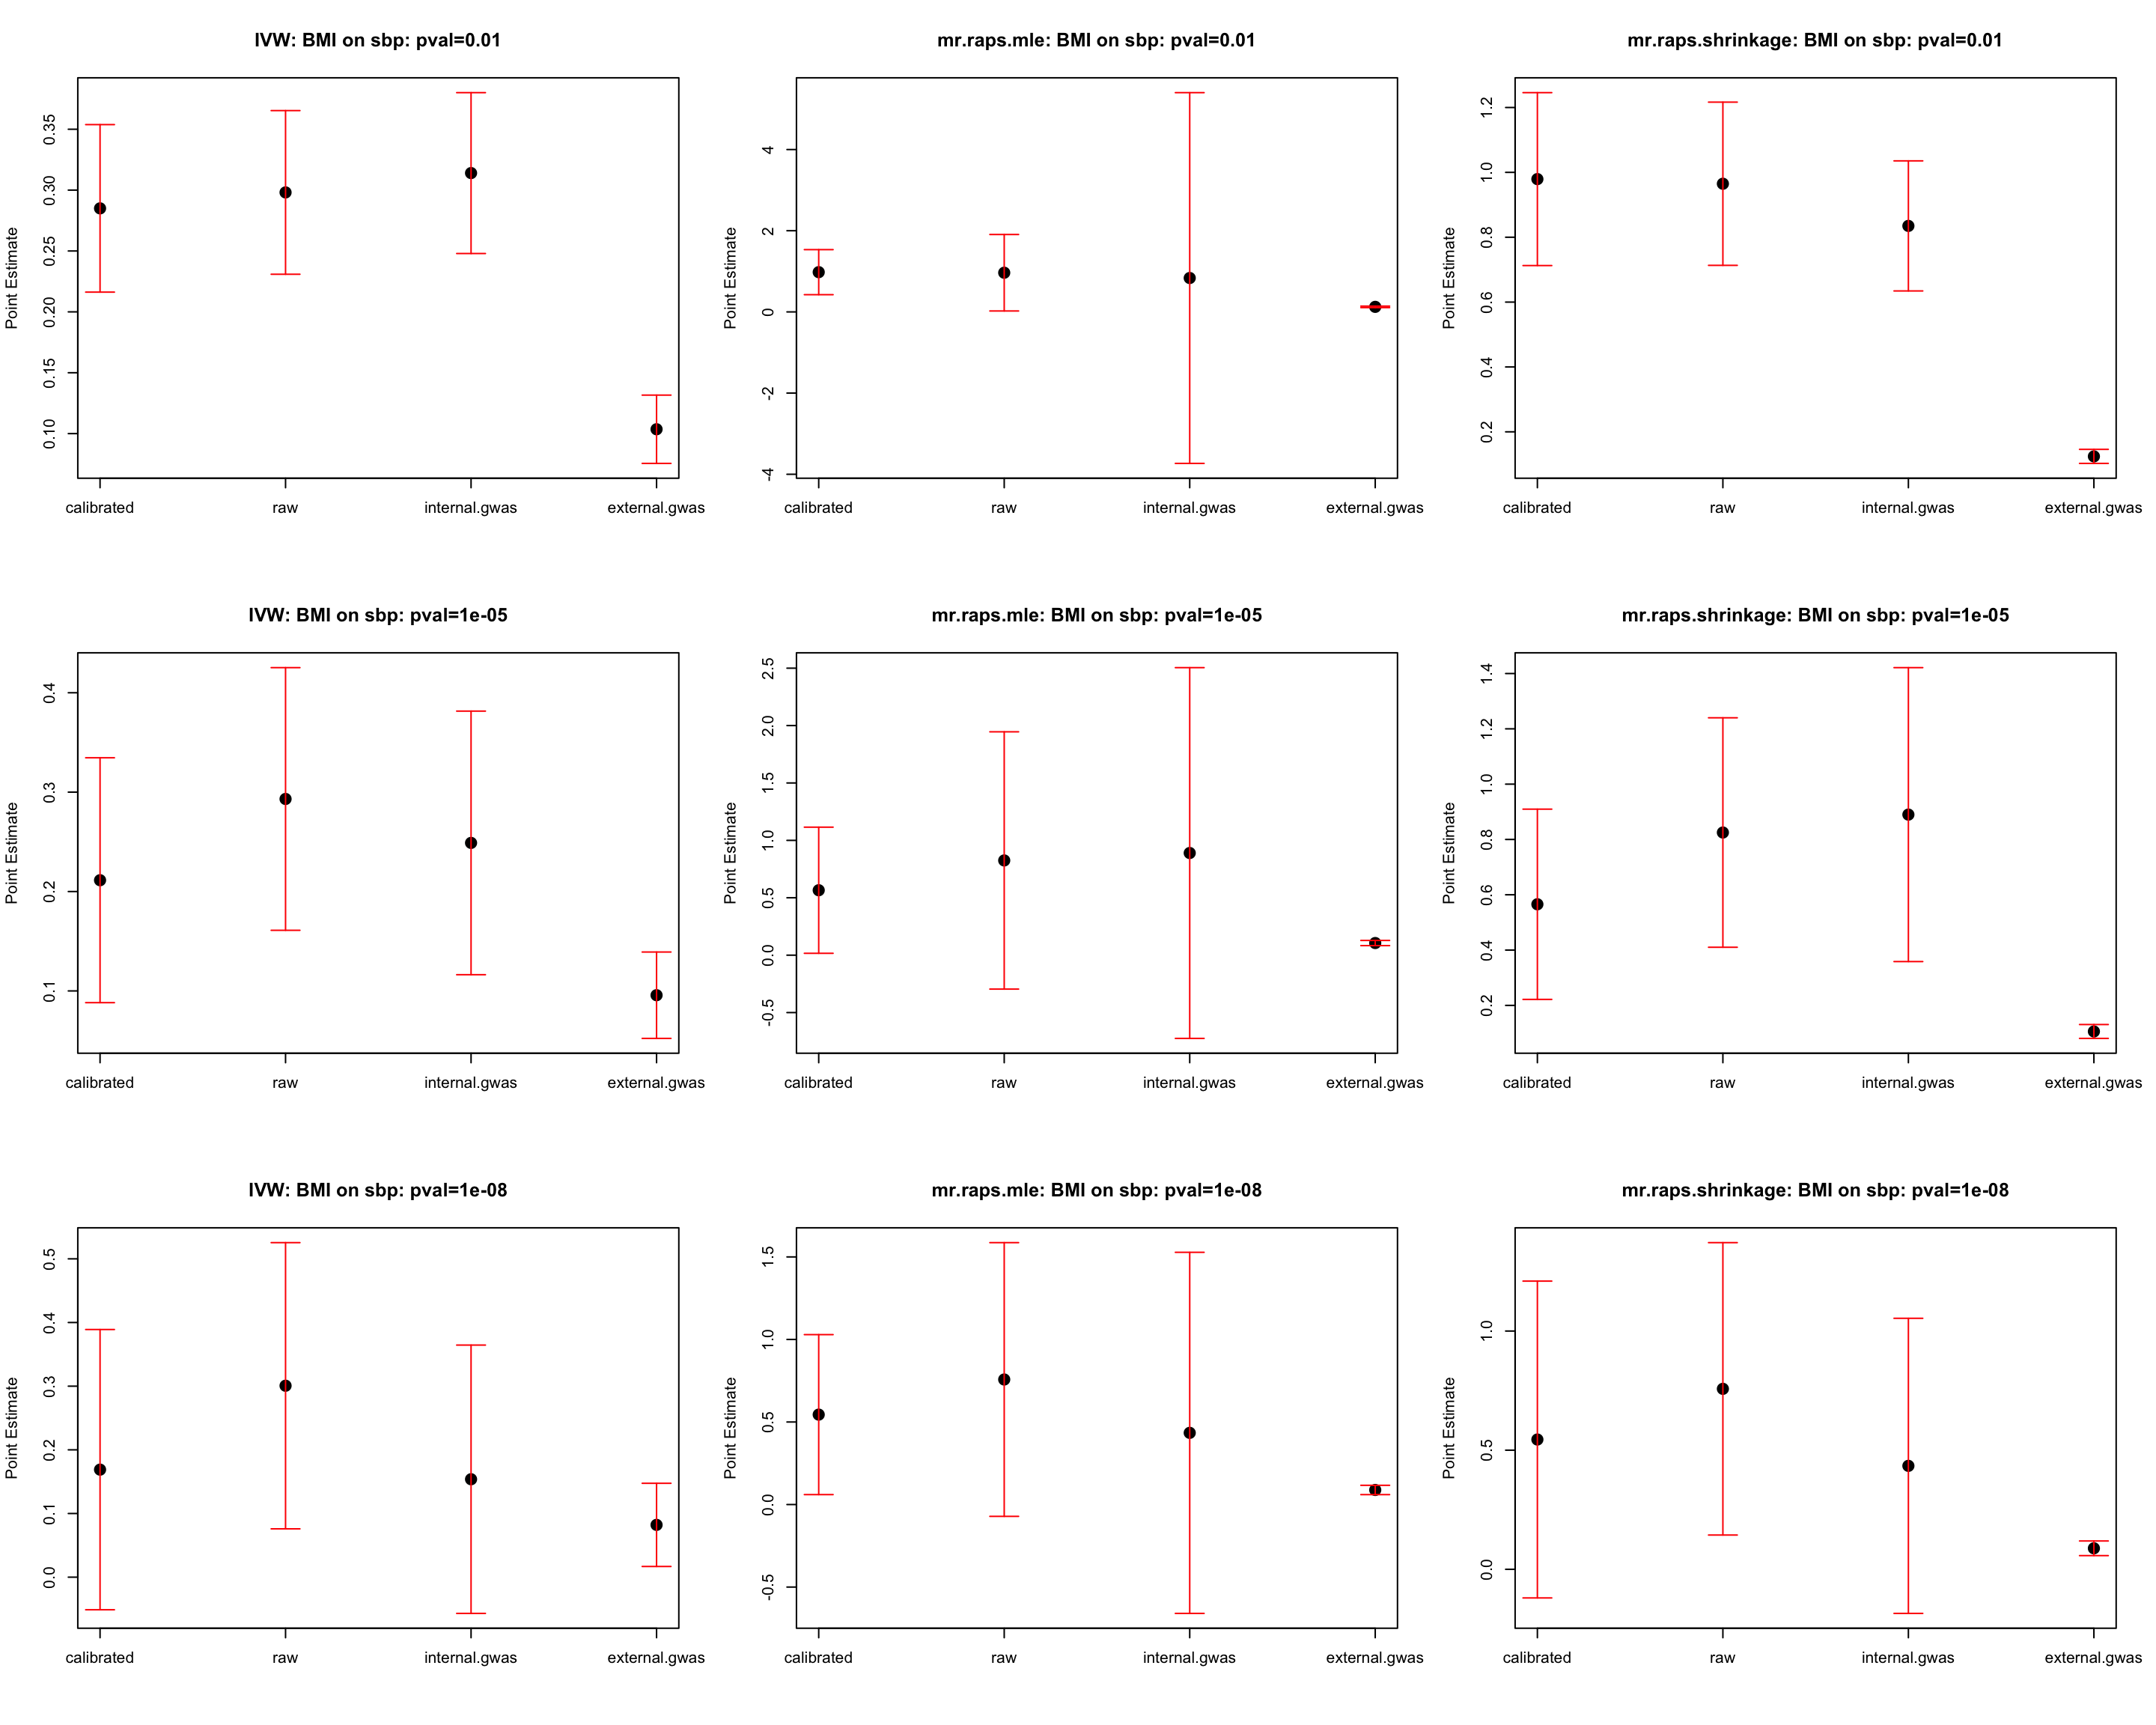 IVW: BMI on sbp: pval=0.01
Point Estimate
0.35
0.30
0.25
0.20
0.15
0.10
calibrated raw internal.gwas external.gwas
mr.raps.mle: BMI on sbp: pval=0.01
Point Estimate
4
2
0
-2
-4
calibrated raw internal.gwas external.gwas
mr.raps.shrinkage: BMI on sbp: pval=0.01
Point Estimate
1.2
1.0
0.8
0.6
0.4
0.2
calibrated raw internal.gwas external.gwas
IVW: BMI on sbp: pval=1e-05
Point Estimate
0.4
0.3
0.2
0.1
calibrated raw internal.gwas external.gwas
mr.raps.mle: BMI on sbp: pval=1e-05
Point Estimate
2.5
2.0
1.5
1.0
0.5
0.0
-0.5
calibrated raw internal.gwas external.gwas
mr.raps.shrinkage: BMI on sbp: pval=1e-05
Point Estimate
1.4
1.2
1.0
0.8
0.6
0.4
0.2
calibrated raw internal.gwas external.gwas
IVW: BMI on sbp: pval=1e-08
Point Estimate
0.5
0.4
0.3
0.2
0.1
0.0
calibrated raw internal.gwas external.gwas
mr.raps.mle: BMI on sbp: pval=1e-08
Point Estimate
1.5
1.0
0.5
0.0
-0.5
calibrated raw internal.gwas external.gwas
mr.raps.shrinkage: BMI on sbp: pval=1e-08
Point Estimate
1.0
0.5
0.0
calibrated raw internal.gwas external.gwas